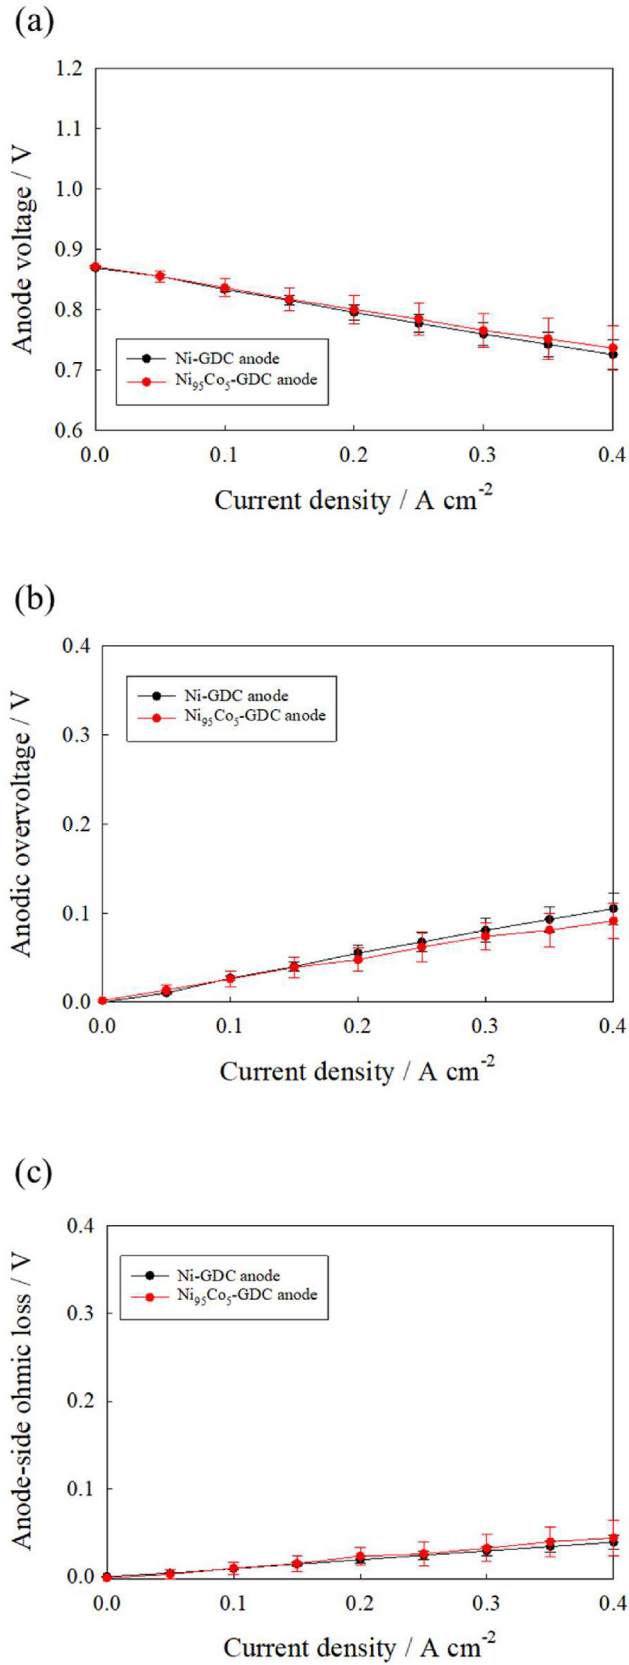 (a)
Anode voltage / V
1.2
1.1
1.0
0.9
0.8
0.7
0.6
Ni-GDC anode
Ni₉₅Co₅-GDC anode
0.0 0.1 0.2 0.3 0.4
Current density / A cm⁻²
(b)
Anodic overvoltage / V
0.4
0.3
0.2
0.1
0.0
Ni-GDC anode
Ni₉₅Co₅-GDC anode
0.0 0.1 0.2 0.3 0.4
Current density / A cm⁻²
(c)
Anode-side ohmic loss / V
0.4
0.3
0.2
0.1
0.0
Ni-GDC anode
Ni₉₅Co₅-GDC anode
0.0 0.1 0.2 0.3 0.4
Current density / A cm⁻²